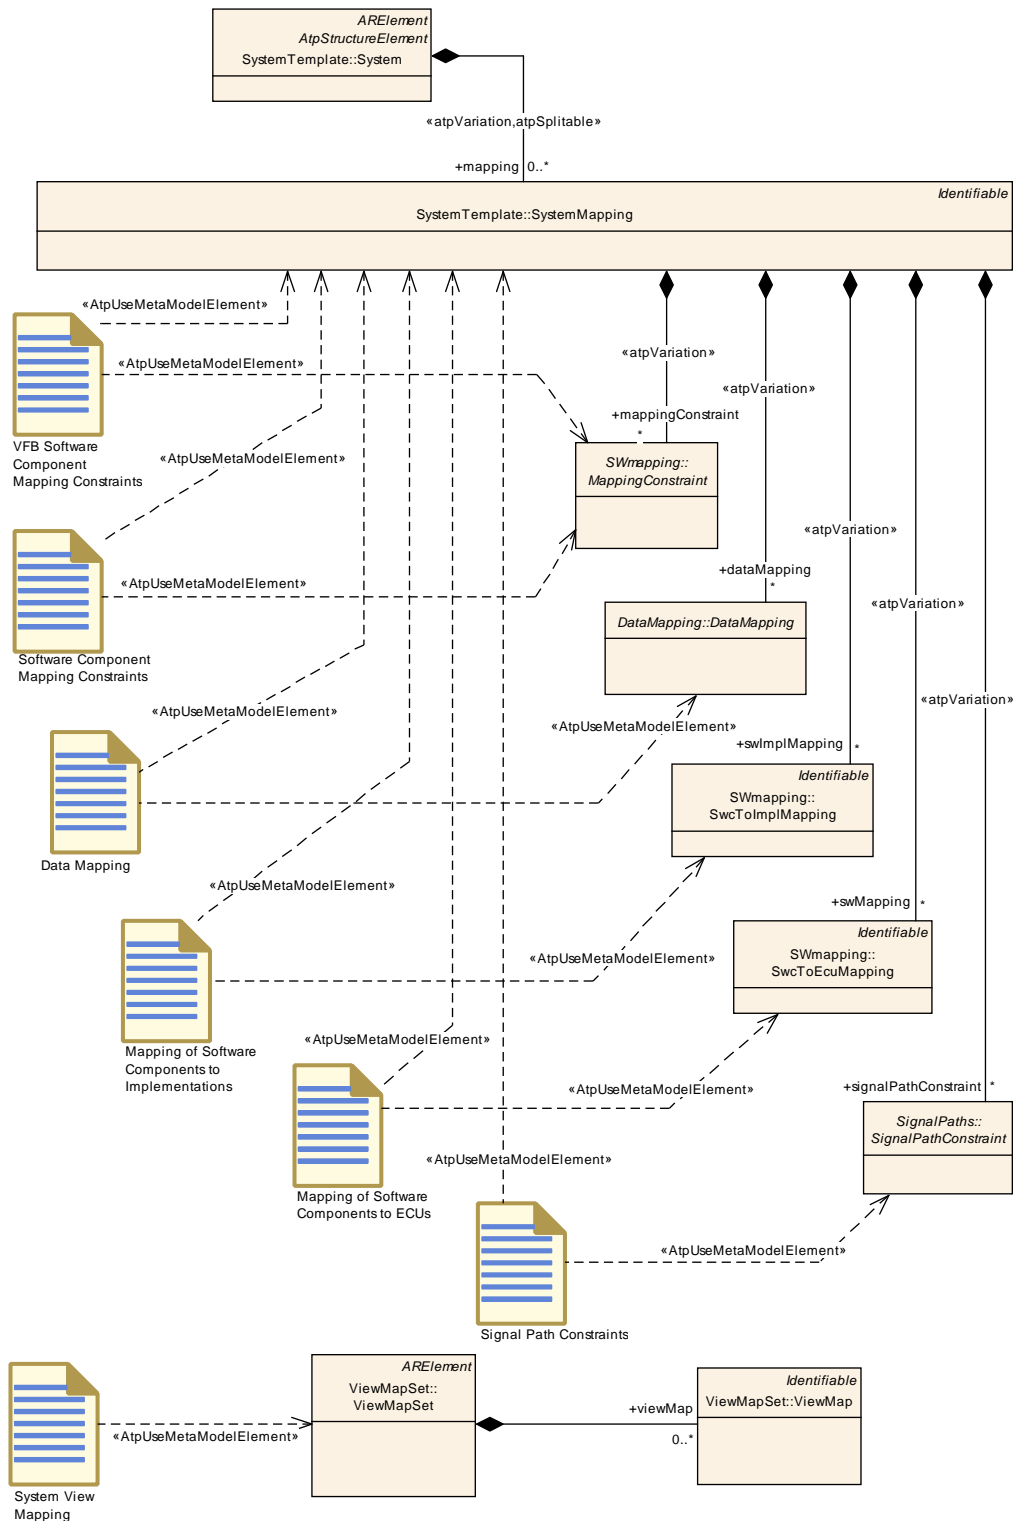 ARElement
AtpStructureElement
SystemTemplate::System
«atpVariation,atpSplitable»
+mapping 0..*
Identifiable
SystemTemplate::SystemMapping
«AtpUseMetaModelElement»
«atpVariation»
«AtpUseMetaModelElement»
«atpVariation»
+mappingConstraint
*
VFB Software
Component
Mapping Constraints
«AtpUseMetaModelElement»
SWmapping::
MappingConstraint
«atpVariation»
+dataMapping
*
«AtpUseMetaModelElement»
«atpVariation»
DataMapping::DataMapping
Software Component
Mapping Constraints
«atpVariation»
«AtpUseMetaModelElement»
«AtpUseMetaModelElement»
+swImplMapping
*
Identifiable
SWmapping::
SwcToImplMapping
Data Mapping
«AtpUseMetaModelElement»
+swMapping *
Identifiable
SWmapping::
SwcToEcuMapping
«AtpUseMetaModelElement»
Mapping of Software
Components to
Implementations
«AtpUseMetaModelElement»
«AtpUseMetaModelElement»
+signalPathConstraint *
SignalPaths::
SignalPathConstraint
«AtpUseMetaModelElement»
Mapping of Software
Components to ECUs
«AtpUseMetaModelElement»
Signal Path Constraints
ARElement
ViewMapSet::
ViewMapSet
Identifiable
ViewMapSet::ViewMap
+viewMap
0..*
«AtpUseMetaModelElement»
System View
Mapping